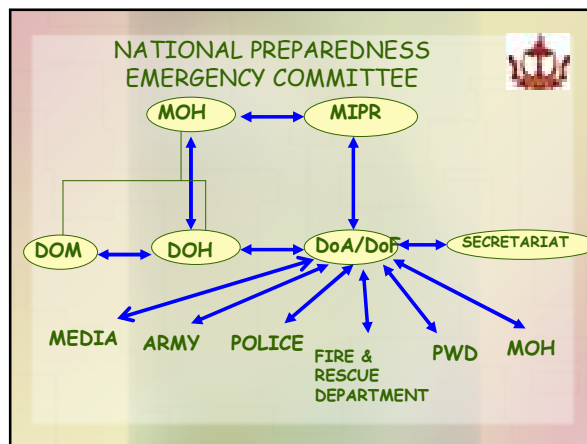 NATIONAL PREPAREDNESS
EMERGENCY COMMITTEE
MOH
MIPR
DOM
DOH
DoA/DoF
SECRETARIAT
MEDIA
ARMY
POLICE
FIRE &
RESCUE
DEPARTMENT
PWD
MOH